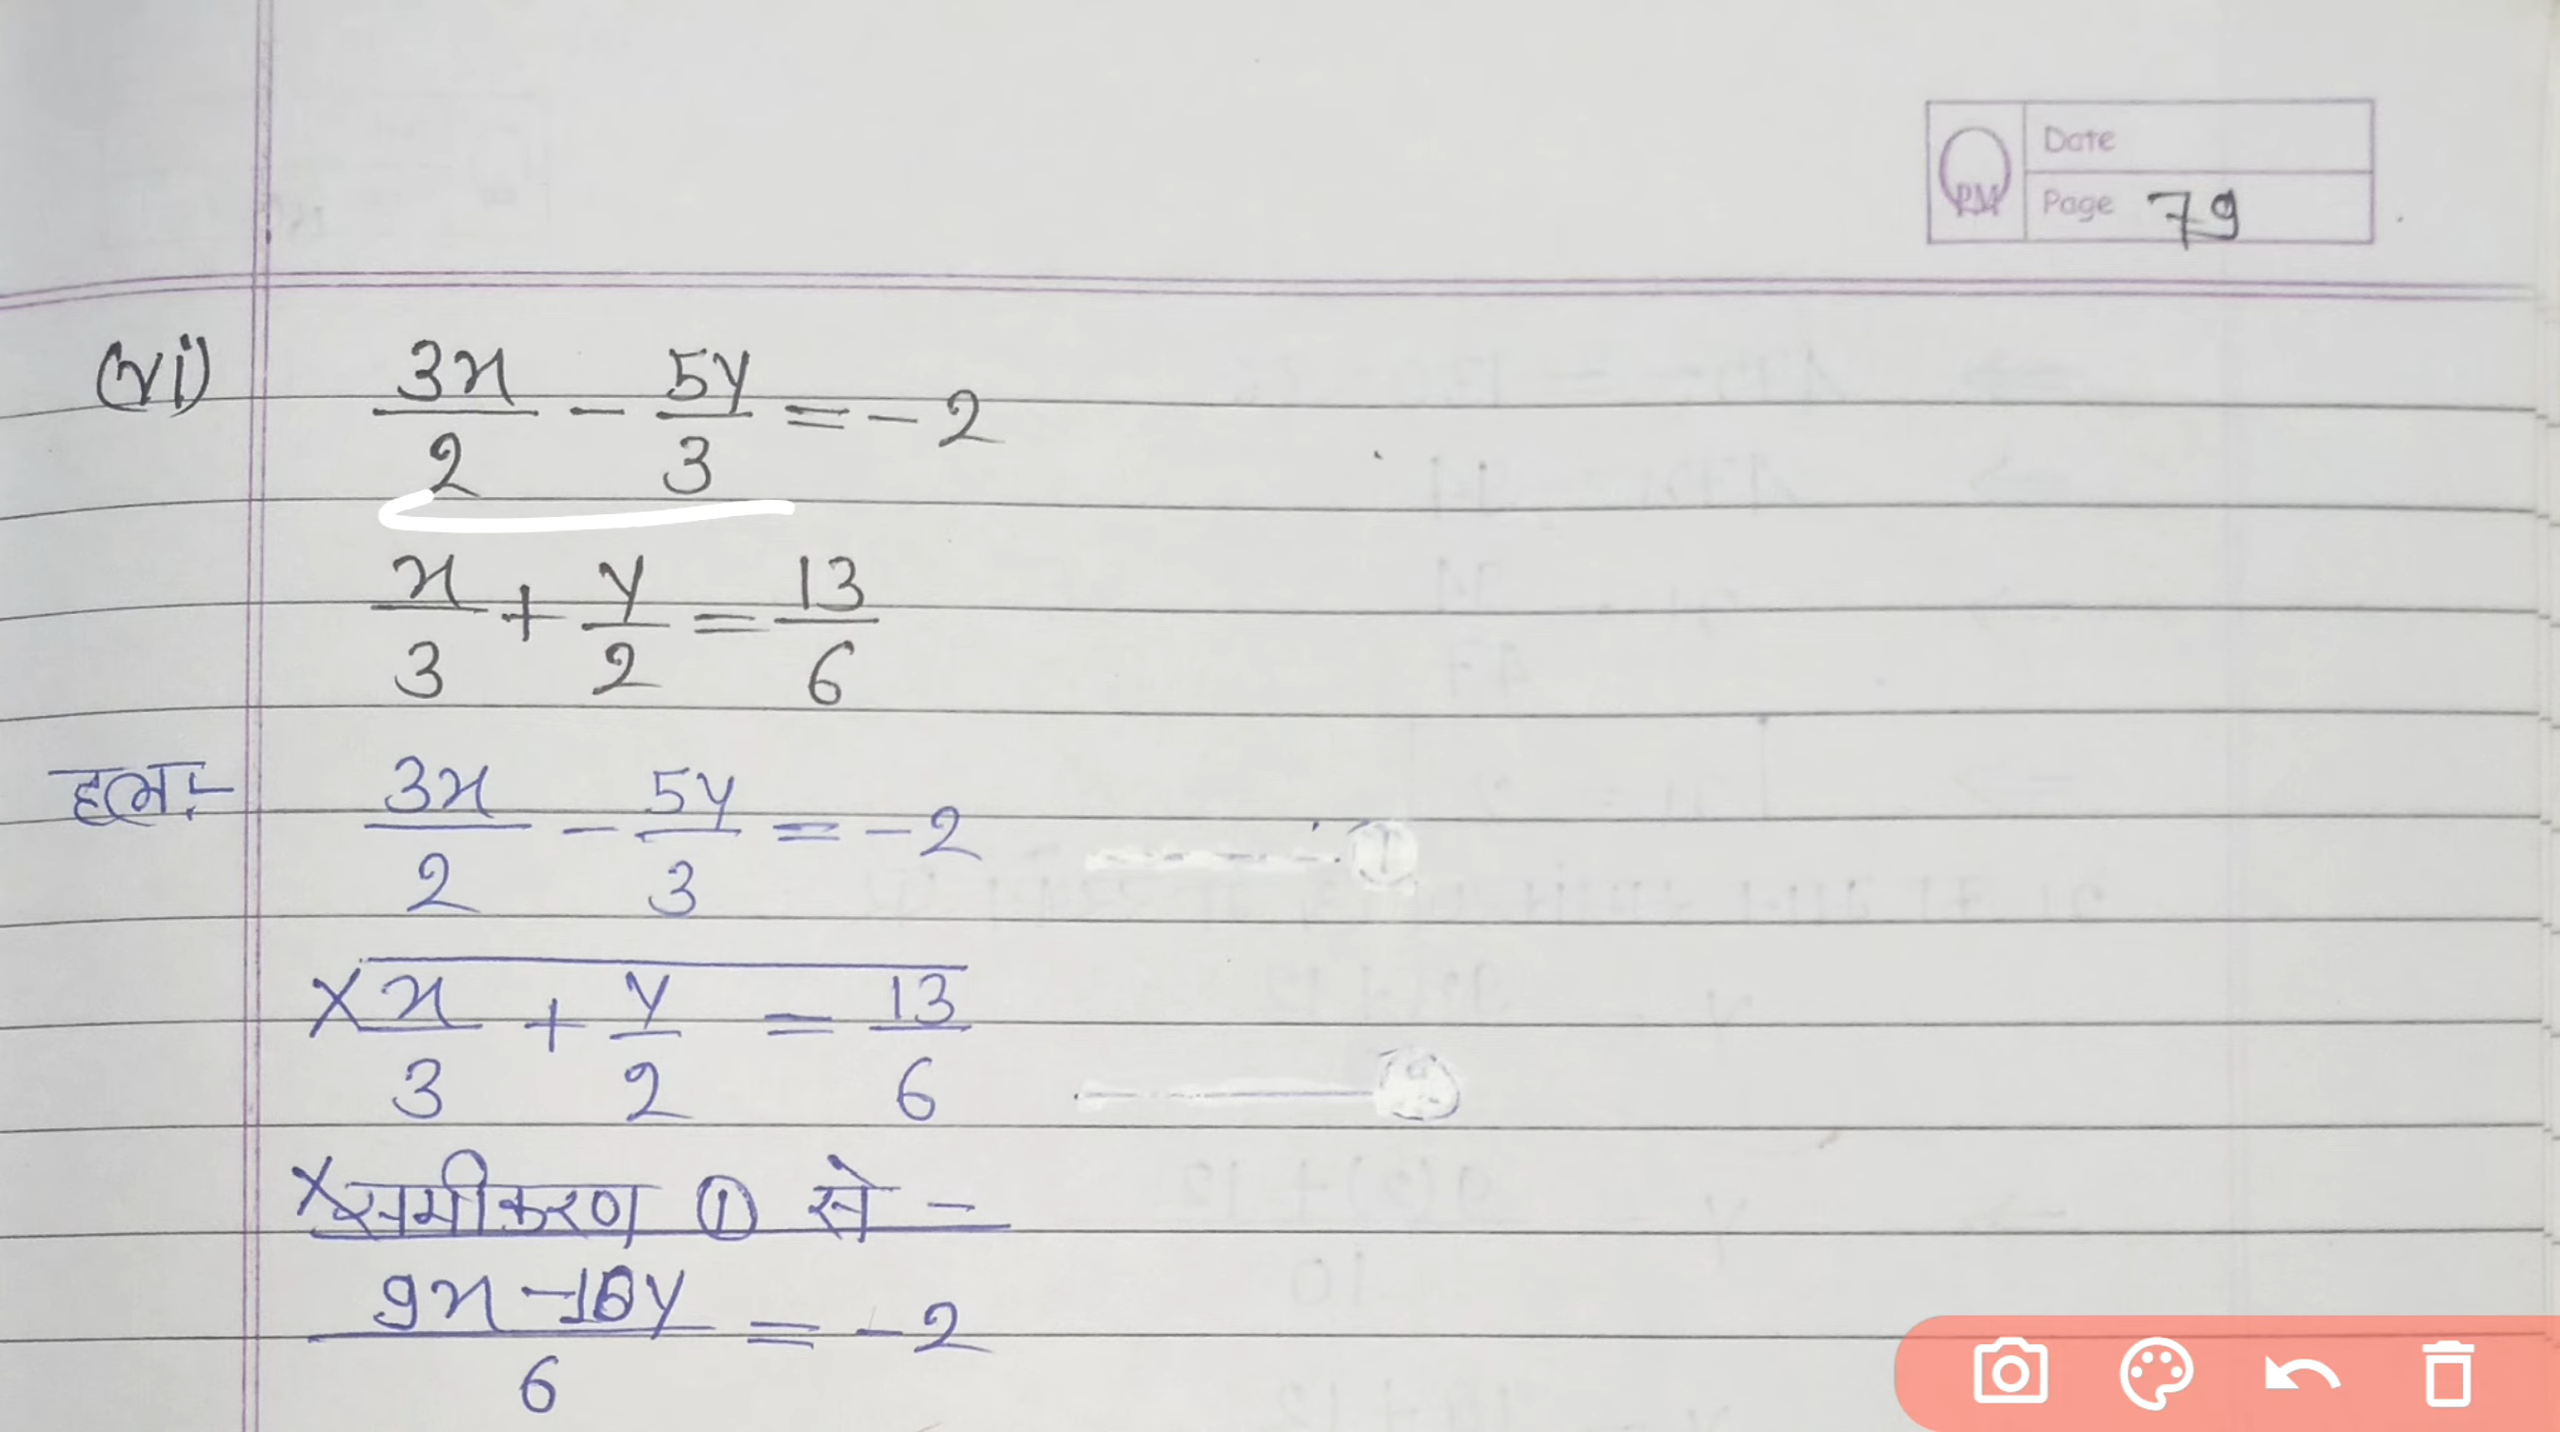 Date
PM
Page 79
(vi) 3x/2 - 5y/3 = -2
x/3 + y/2 = 13/6
हल:- 3x/2 - 5y/3 = -2 ①
x/3 + y/2 = 13/6
समीकरण ① से -
9x - 10y/6 = -2